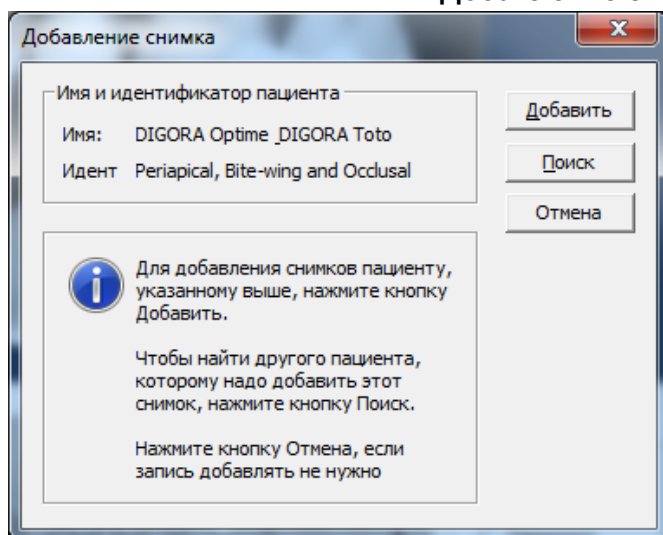 Добавление снимка
Имя и идентификатор пациента
Имя: DIGORA Optime _DIGORA Toto
Идент Periapical, Bite-wing and Occlusal
Добавить
Поиск
Отмена
Для добавления снимков пациенту,
указанному выше, нажмите кнопку
Добавить.
Чтобы найти другого пациента,
которому надо добавить этот
снимок, нажмите кнопку Поиск.
Нажмите кнопку Отмена, если
запись добавлять не нужно